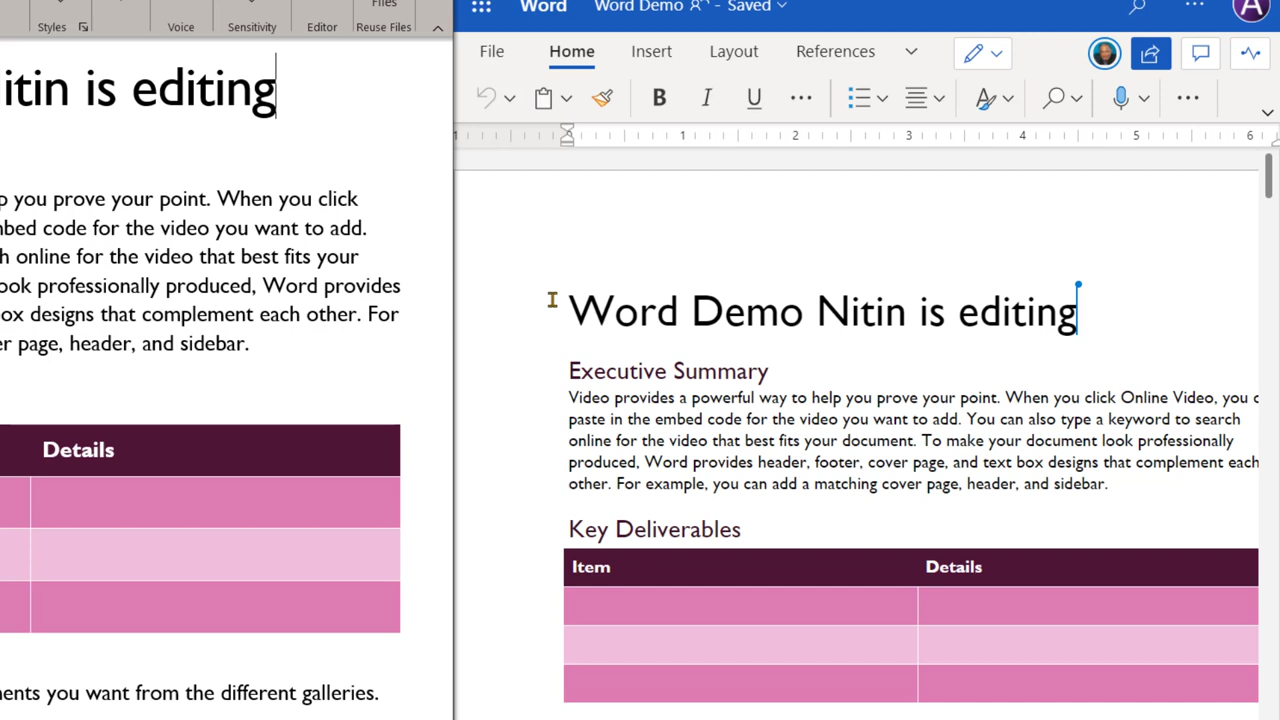 Files
Styles
Voice
Sensitivity
Editor
Reuse Files
itin is editing
p you prove your point. When you click
nbed code for the video you want to add.
h online for the video that best fits your
ook professionally produced, Word provides
ox designs that complement each other. For
er page, header, and sidebar.
Details
nents you want from the different galleries.
Word
Word Demo
- Saved
A
File
Home
Insert
Layout
References
B I U
1 1 2 3 4 5 6
Word Demo Nitin is editing
Executive Summary
Video provides a powerful way to help you prove your point. When you click Online Video, you c
paste in the embed code for the video you want to add. You can also type a keyword to search
online for the video that best fits your document. To make your document look professionally
produced, Word provides header, footer, cover page, and text box designs that complement each
other. For example, you can add a matching cover page, header, and sidebar.
Key Deliverables
Item
Details